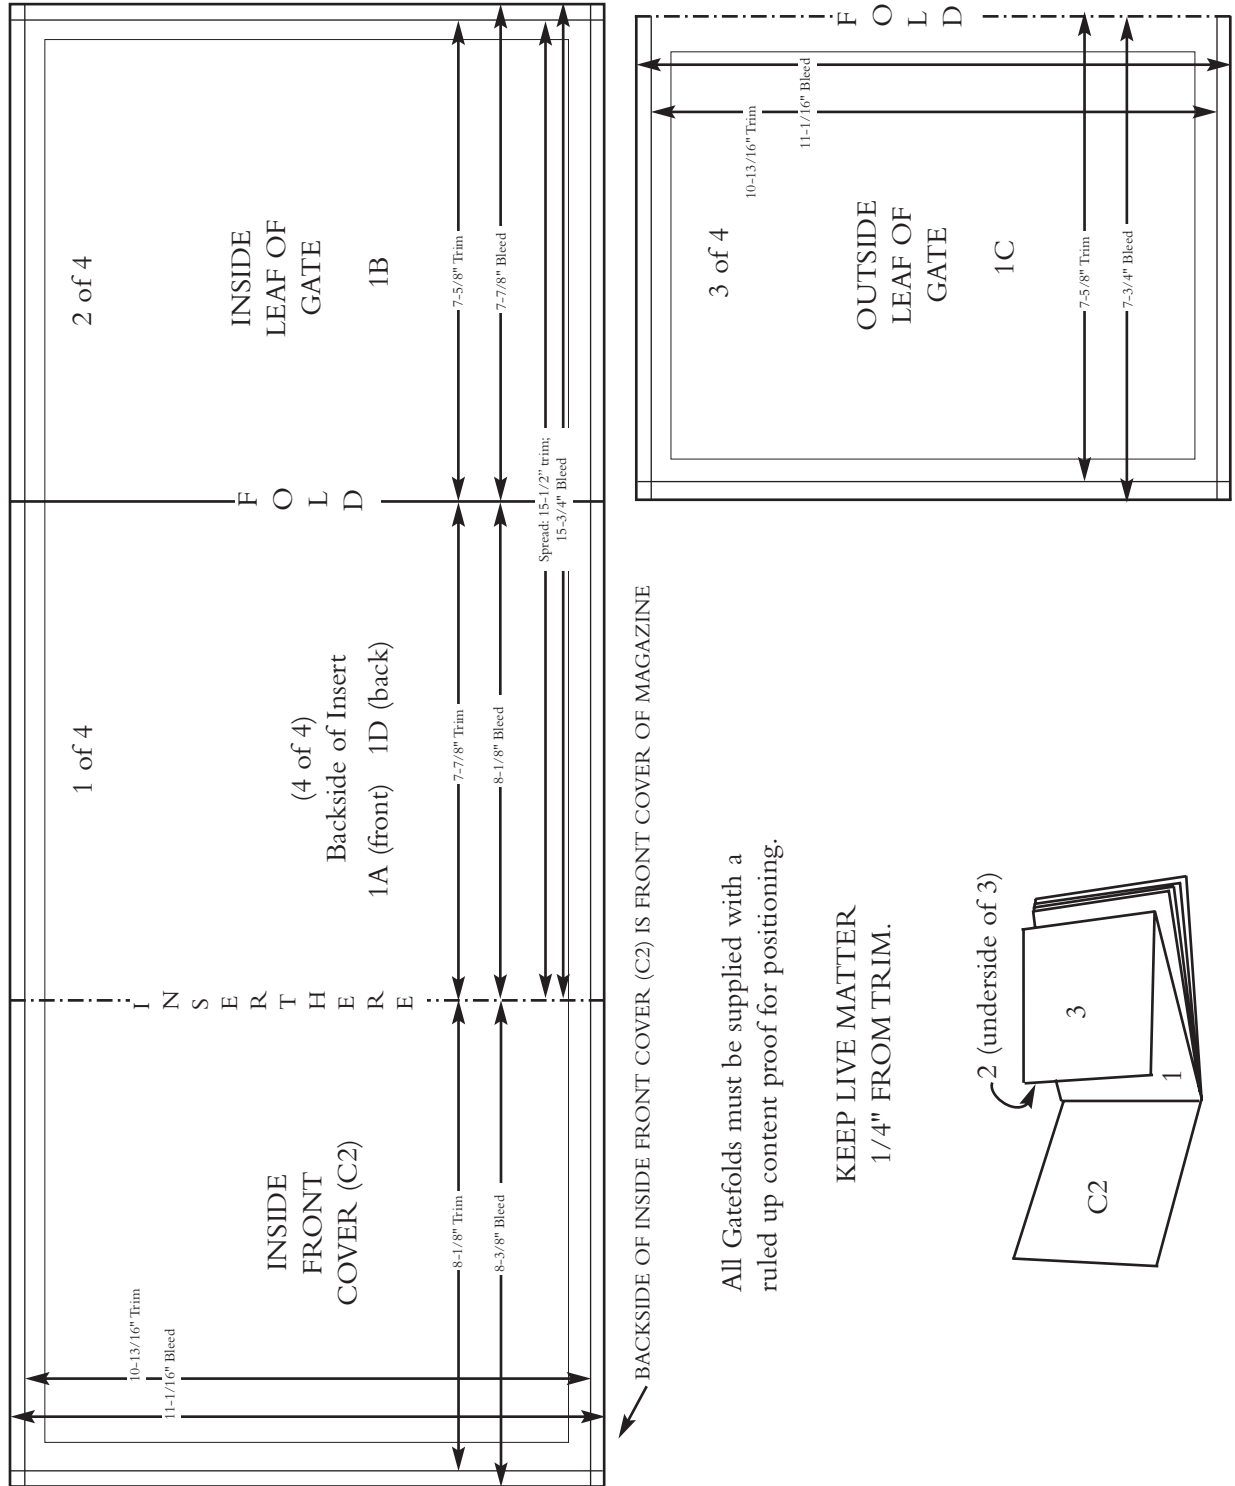 10-13/16" Trim
11-1/16" Bleed
INSIDE
FRONT
COVER (C2)
8-1/8" Trim
8-3/8" Bleed
INSERT HERE
1 of 4
(4 of 4)
Backside of Insert
1A (front) 1D (back)
7-7/8" Trim
8-1/8" Bleed
Spread: 15-1/2” trim;
15-3/4" Bleed
FOLD
2 of 4
INSIDE
LEAF OF
GATE
1B
7-5/8" Trim
7-7/8" Bleed
BACKSIDE OF INSIDE FRONT COVER (C2) IS FRONT COVER OF MAGAZINE
All Gatefolds must be supplied with a
ruled up content proof for positioning.
KEEP LIVE MATTER
1/4" FROM TRIM.
2 (underside of 3)
3
1
C2
FOLD
10-13/16" Trim
11-1/16" Bleed
3 of 4
OUTSIDE
LEAF OF
GATE
1C
7-5/8" Trim
7-3/4" Bleed